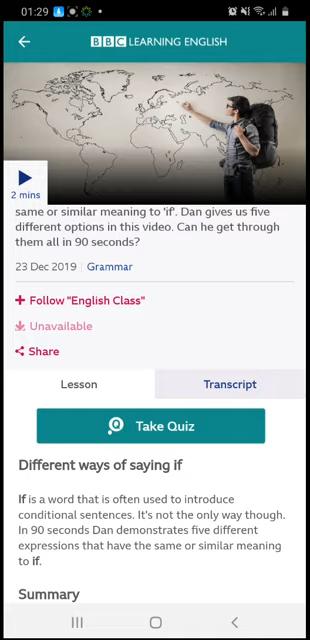 01:29
BBC LEARNING ENGLISH
2 mins
same or similar meaning to 'if'. Dan gives us five
different options in this video. Can he get through
them all in 90 seconds?
23 Dec 2019 | Grammar
+ Follow "English Class"
Unavailable
Share
Lesson Transcript
Take Quiz
Different ways of saying if
If is a word that is often used to introduce
conditional sentences. It's not the only way though.
In 90 seconds Dan demonstrates five different
expressions that have the same or similar meaning
to if.
Summary